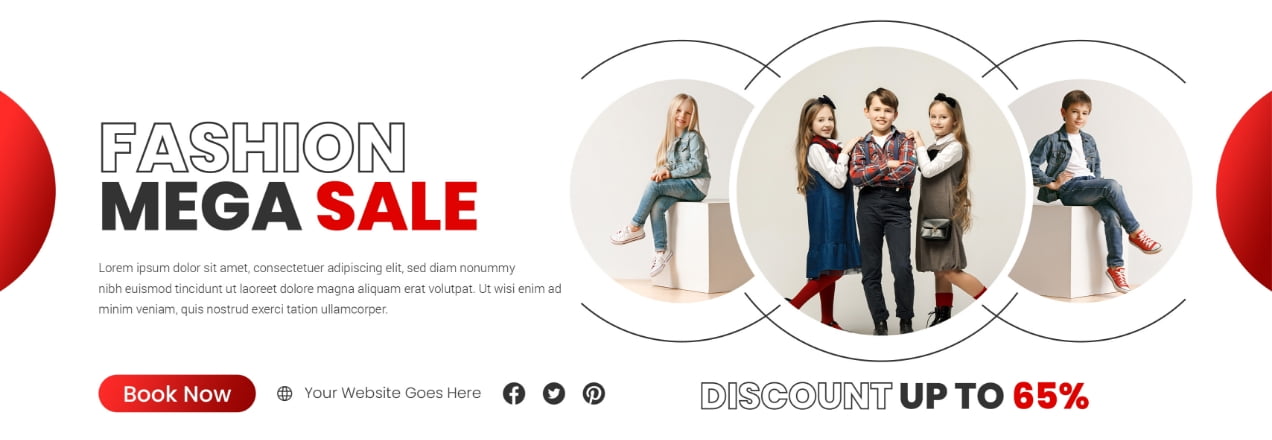 FASHION
MEGA SALE
Lorem ipsum dolor sit amet, consectetuer adipiscing elit, sed diam nonummy
nibh euismod tincidunt ut laoreet dolore magna aliquam erat volutpat. Ut wisi enim ad
minim veniam, quis nostrud exerci tation ullamcorper.
Book Now
Your Website Goes Here
DISCOUNT UP TO 65%